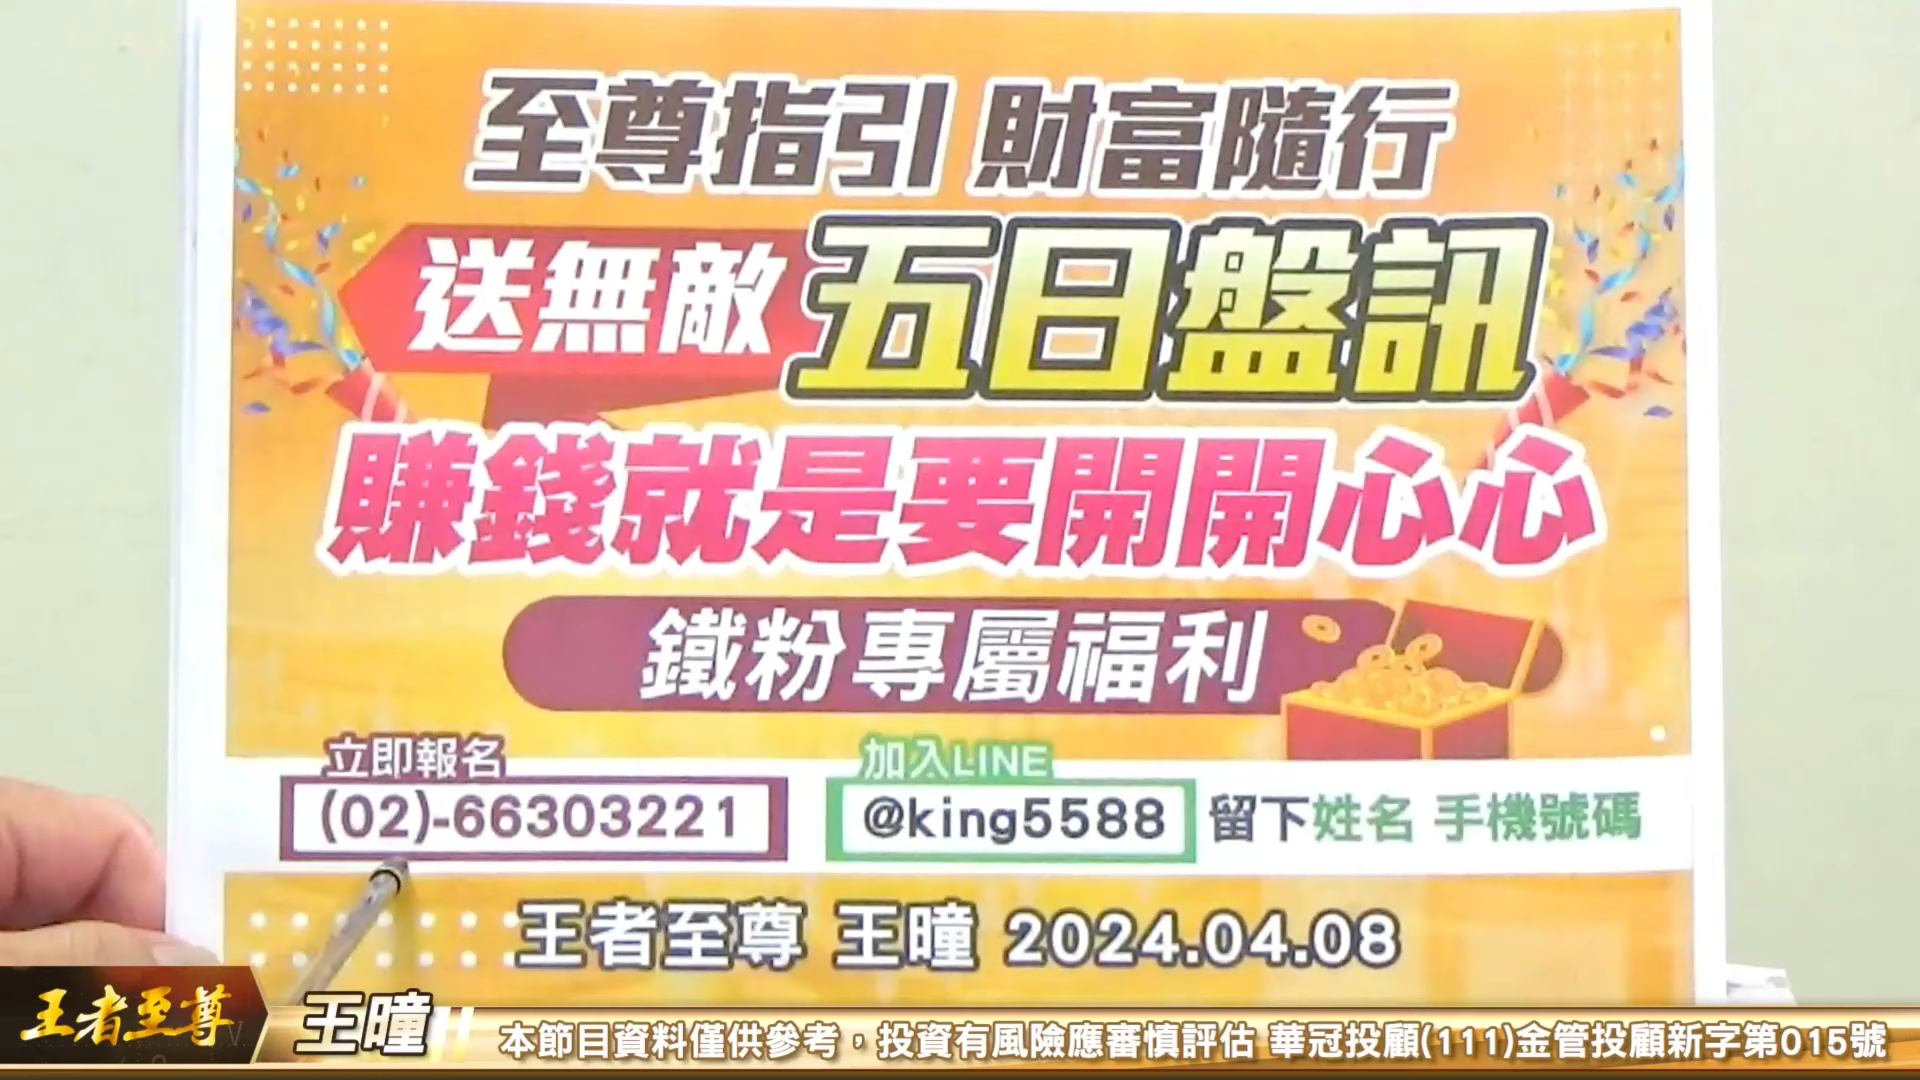 至尊指引 財富隨行
送無敵 五日盤訊
賺錢就是要開開心心
鐵粉專屬福利
立即報名
(02)-66303221
加入LINE
@king5588 留下姓名 手機號碼
王者至尊 王曈 2024.04.08
王者至尊 王曈 本節目資料僅供參考，投資有風險應審慎評估 華冠投顧(111)金管投顧新字第015號